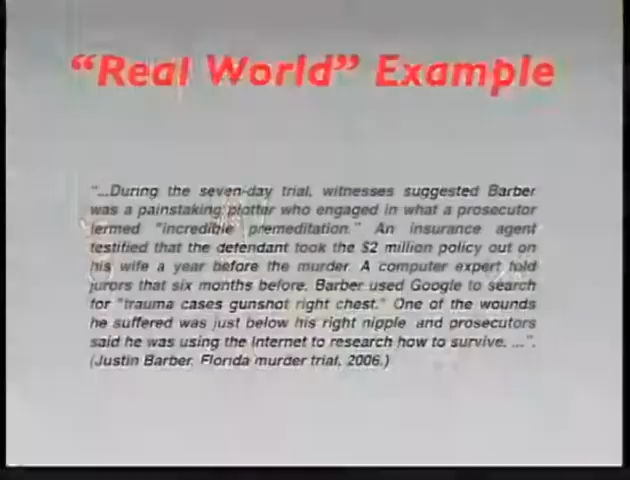 “Real World” Example
“...During the seven-day trial, witnesses suggested Barber
was a painstaking plotter who engaged in what a prosecutor
termed "incredible premeditation." An insurance agent
testified that the defendant took the $2 million policy out on
his wife a year before the murder. A computer expert told
jurors that six months before, Barber used Google to search
for "trauma cases gunshot right chest." One of the wounds
he suffered was just below his right nipple and prosecutors
said he was using the Internet to research how to survive. ...".
(Justin Barber, Florida murder trial, 2006.)